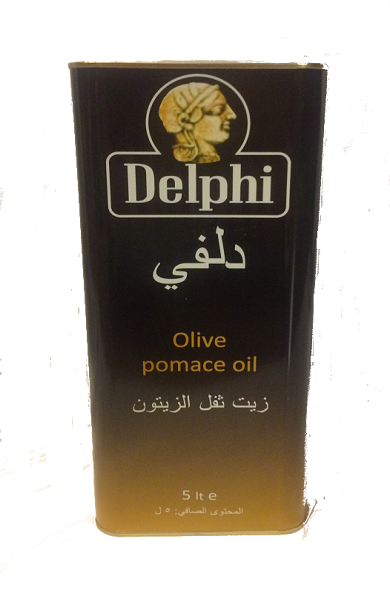 Delphi
دلفي
Olive
pomace oil
زيت ثفل الزيتون
5 lt e
المحتوى الصافي: ٥ ل